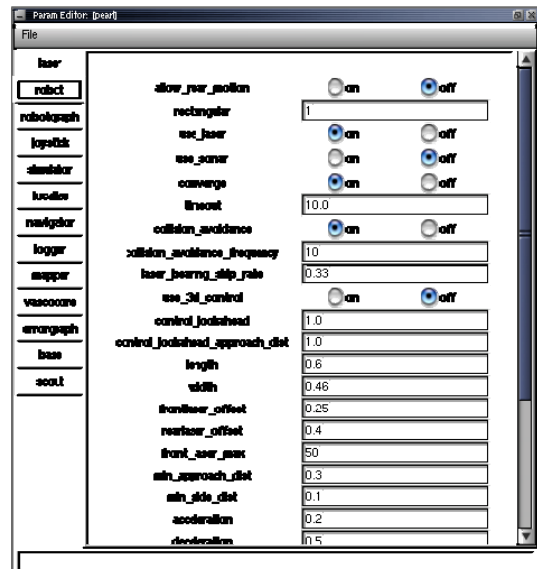 Param Editor: [pearl]
File
laser
robot
robotgraph
joystick
simulator
localize
navigator
logger
mapper
vascocore
errorgraph
base
scout
allow_rear_motion on off
rectangular 1
use_laser on off
use_sonar on off
converge on off
timeout 10.0
collision_avoidance on off
collision_avoidance_frequency 10
laser_bearing_skip_rate 0.33
use_3d_control on off
control_lookahead 1.0
control_lookahead_approach_dist 1.0
length 0.6
width 0.46
frontlaser_offset 0.25
rearlaser_offset 0.4
front_laser_max 50
min_approach_dist 0.3
min_side_dist 0.1
acceleration 0.2
deceleration 0.5